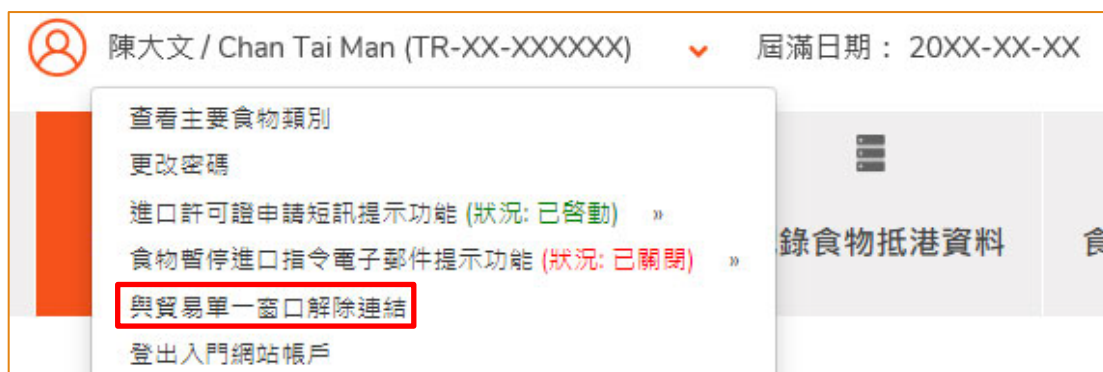 陳大文 / Chan Tai Man (TR-XX-XXXXXX) 屆滿日期： 20XX-XX-XX
查看主要食物類別
更改密碼
進口許可證申請短訊提示功能 (狀況: 已啓動) »
食物暫停進口指令電子郵件提示功能 (狀況: 已關閱) »
錄食物抵港資料
與貿易單一窗口解除連結
登出入門網站帳戶